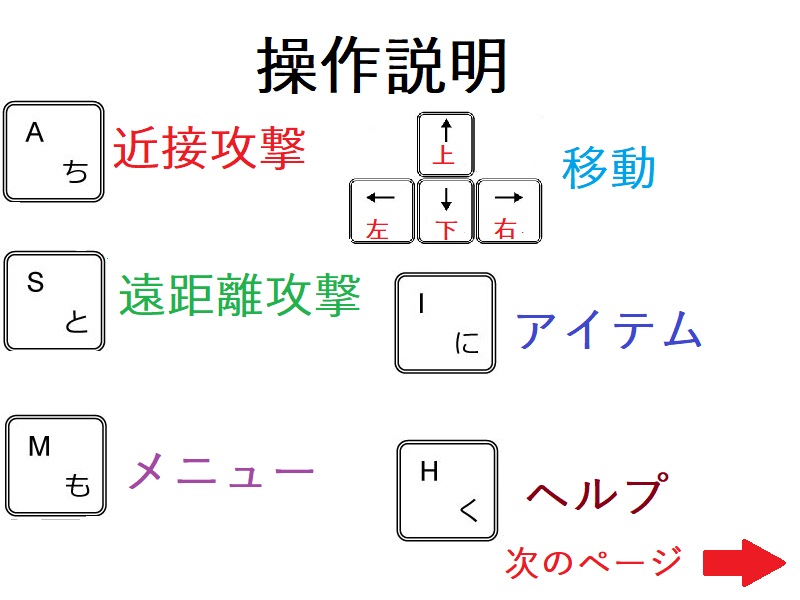 操作説明
A
ち
近接攻撃
↑
上
←
左
↓
下
→
右
移動
S
と
遠距離攻撃
I
に
アイテム
M
も
メニュー
H
く
ヘルプ
次のページ